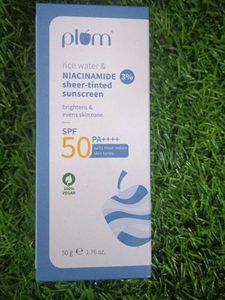 plúm
rice water &
NIACINAMIDE 3%
sheer-tinted
sunscreen
brightens &
evens skin tone
SPF
50 PA++++
suits most Indian
skin tones
100%
VEGAN
50 g ℮ 1.76 oz.